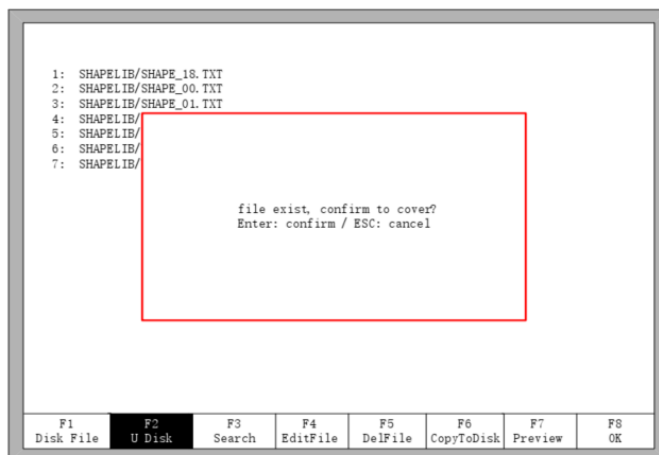 1: SHAPELIB/SHAPE_18.TXT
2: SHAPELIB/SHAPE_00.TXT
3: SHAPELIB/SHAPE_01.TXT
4: SHAPELIB/
5: SHAPELIB/
6: SHAPELIB/
7: SHAPELIB/
file exist, confirm to cover?
Enter: confirm / ESC: cancel
F1 F2 F3 F4 F5 F6 F7 F8
Disk File U Disk Search EditFile DelFile CopyToDisk Preview OK